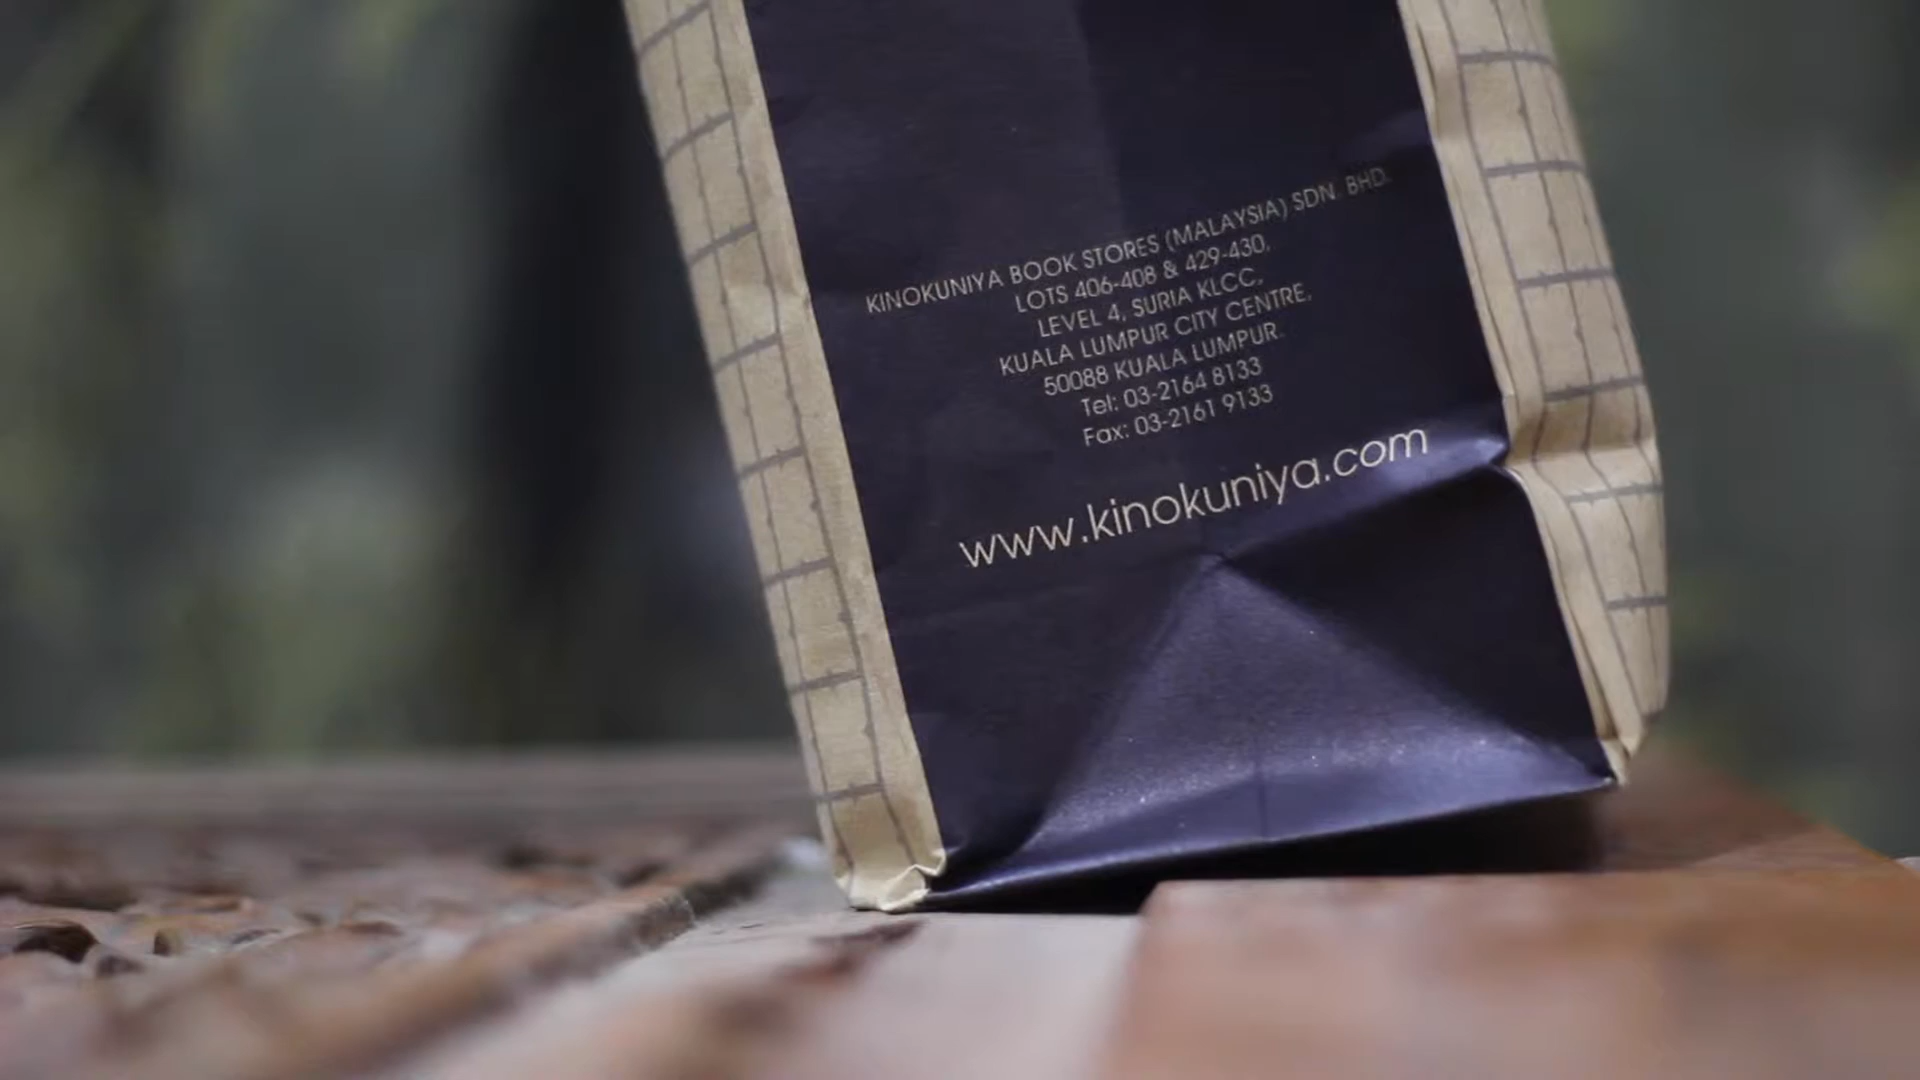 KINOKUNIYA BOOK STORES (MALAYSIA) SDN. BHD.
LOTS 406-408 & 429-430,
LEVEL 4, SURIA KLCC,
KUALA LUMPUR CITY CENTRE,
50088 KUALA LUMPUR.
Tel: 03-2164 8133
Fax: 03-2161 9133
www.kinokuniya.com